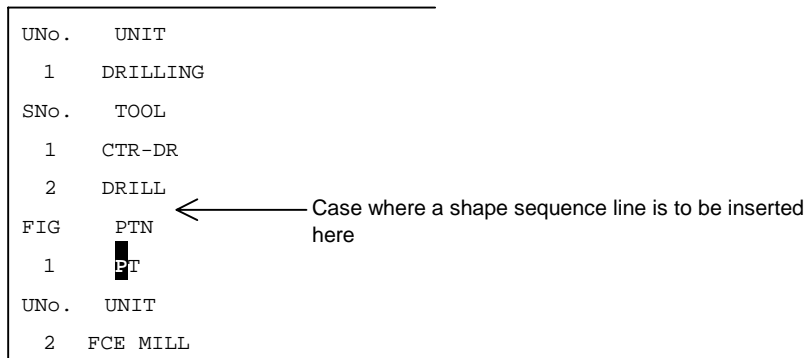 UNo. UNIT
1 DRILLING
SNo. TOOL
1 CTR-DR
2 DRILL
Case where a shape sequence line is to be inserted
here
FIG PTN
1 PT
UNo. UNIT
2 FCE MILL